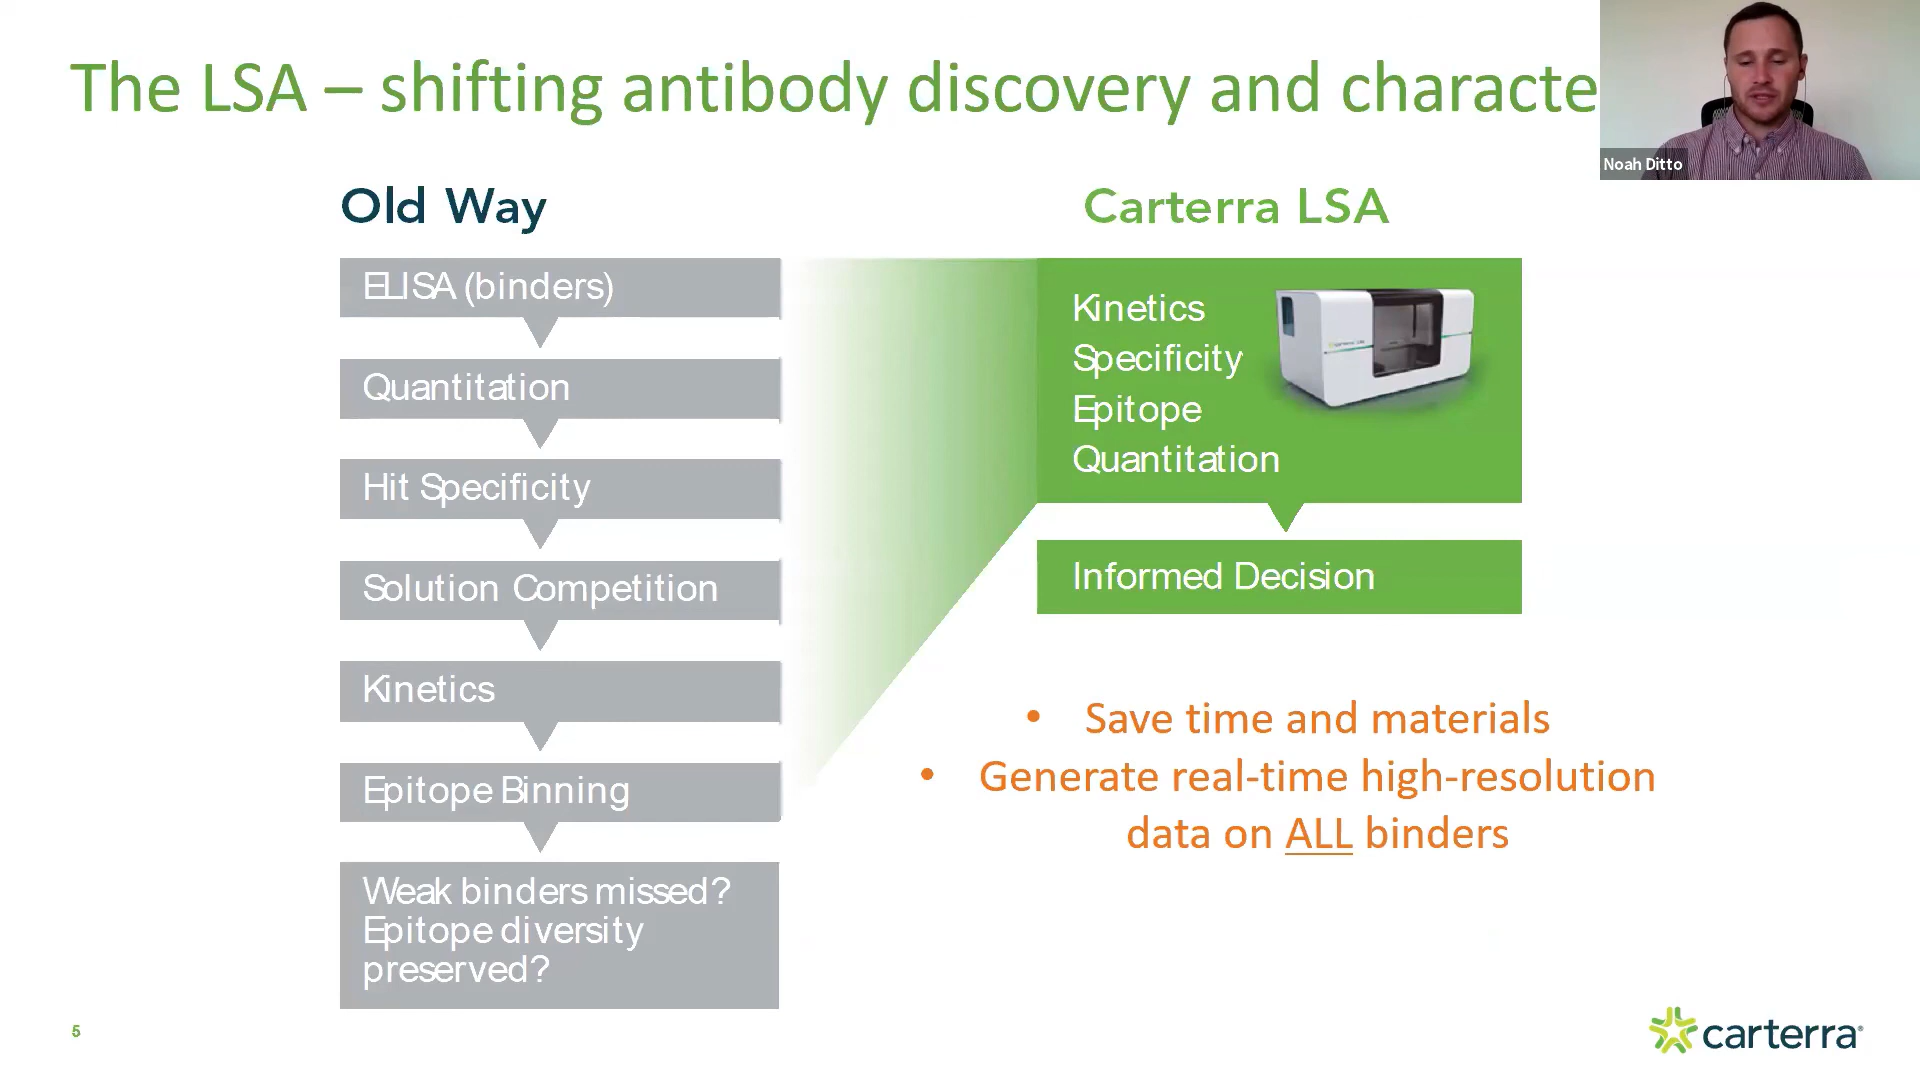 The LSA – shifting antibody discovery and characte
Noah Ditto
Old Way
ELISA (binders)
Quantitation
Hit Specificity
Solution Competition
Kinetics
Epitope Binning
Weak binders missed?
Epitope diversity
preserved?
Carterra LSA
Kinetics
Specificity
Epitope
Quantitation
Informed Decision
• Save time and materials
• Generate real-time high-resolution
data on ALL binders
5
carterra®